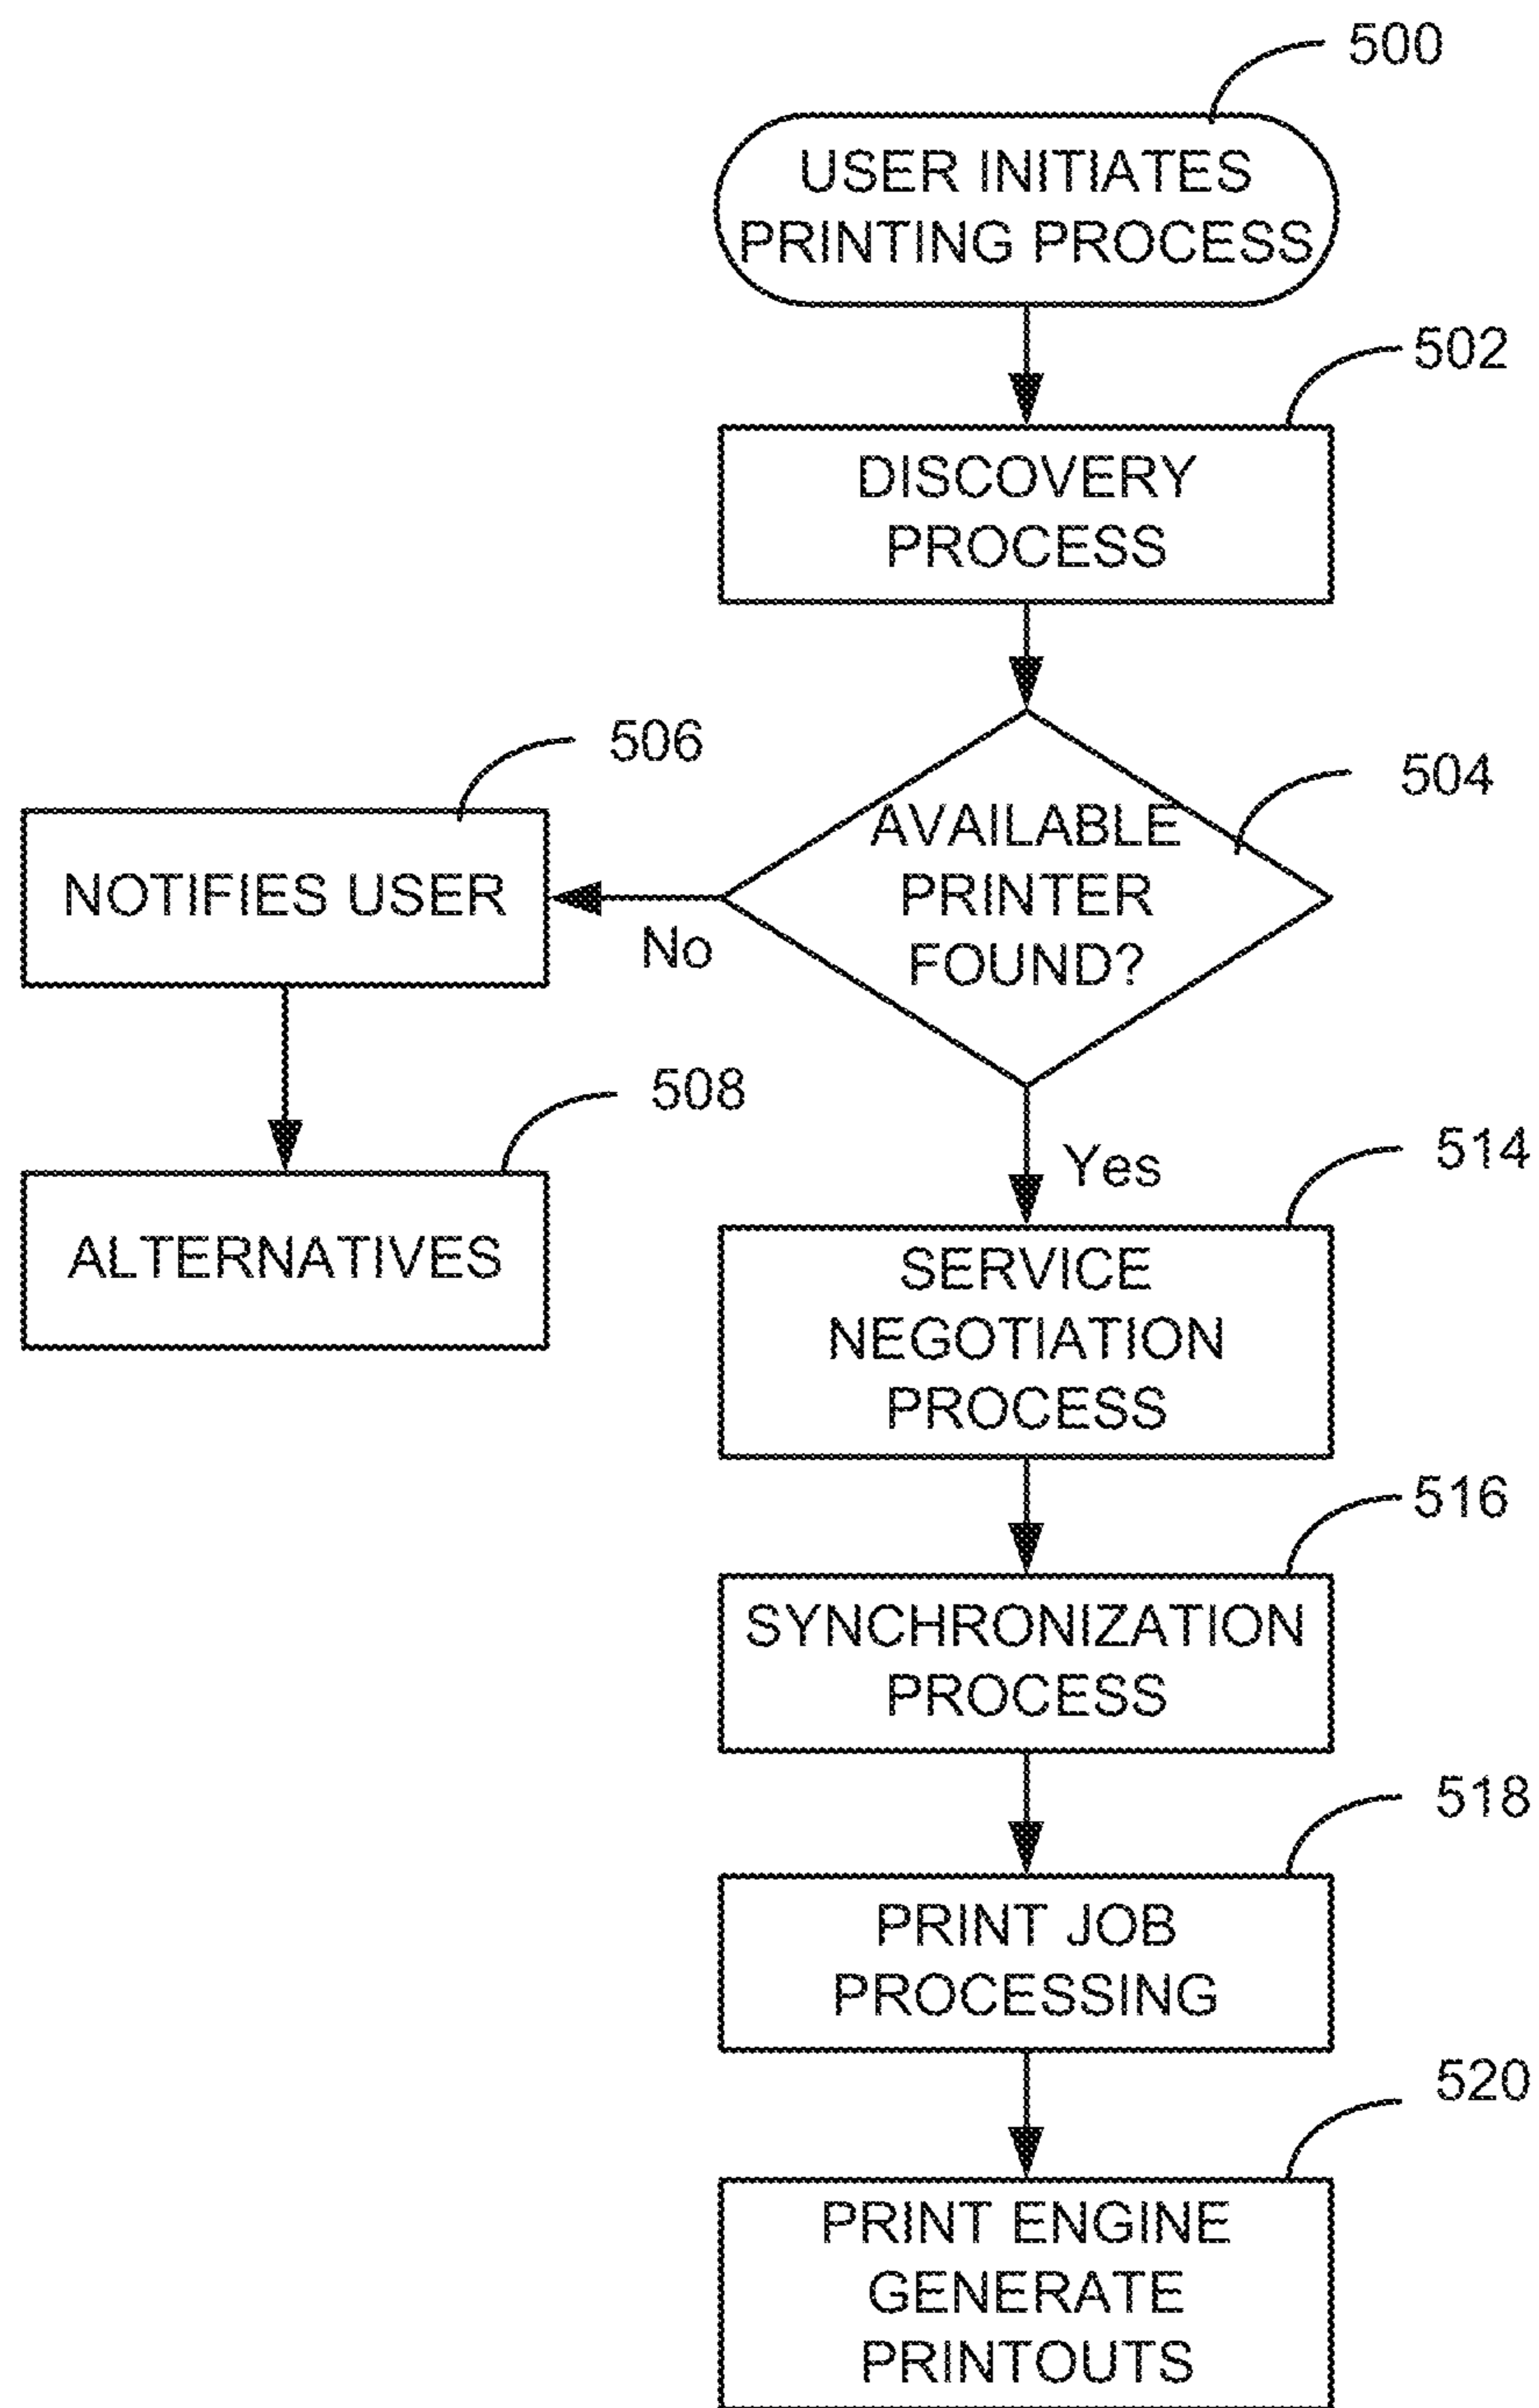 500
USER INITIATES
PRINTING PROCESS
502
DISCOVERY
PROCESS
504
AVAILABLE
PRINTER
FOUND?
506
NOTIFIES USER
No
508
ALTERNATIVES
Yes
514
SERVICE
NEGOTIATION
PROCESS
516
SYNCHRONIZATION
PROCESS
518
PRINT JOB
PROCESSING
520
PRINT ENGINE
GENERATE
PRINTOUTS